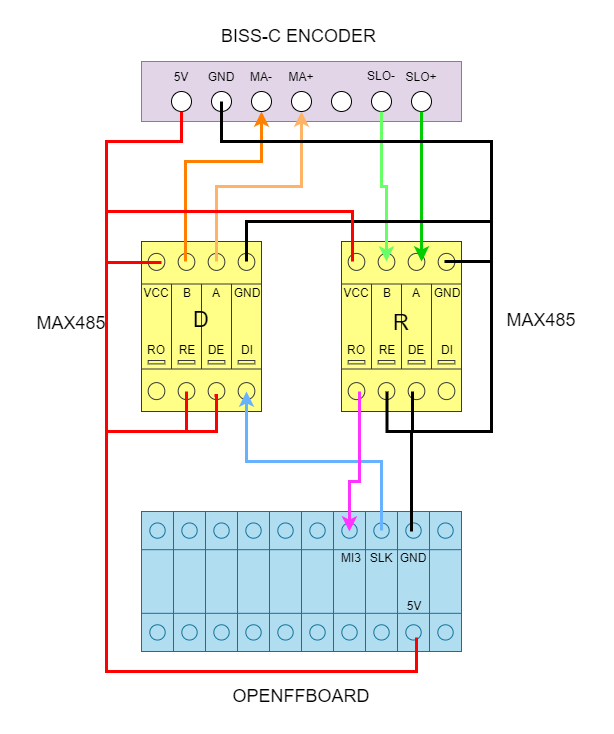 BISS-C ENCODER
5V GND MA- MA+ SLO- SLO+
VCC B A GND
VCC B A GND
D
R
MAX485
MAX485
RO RE DE DI
RO RE DE DI
MI3 SLK GND
5V
OPENFFBOARD